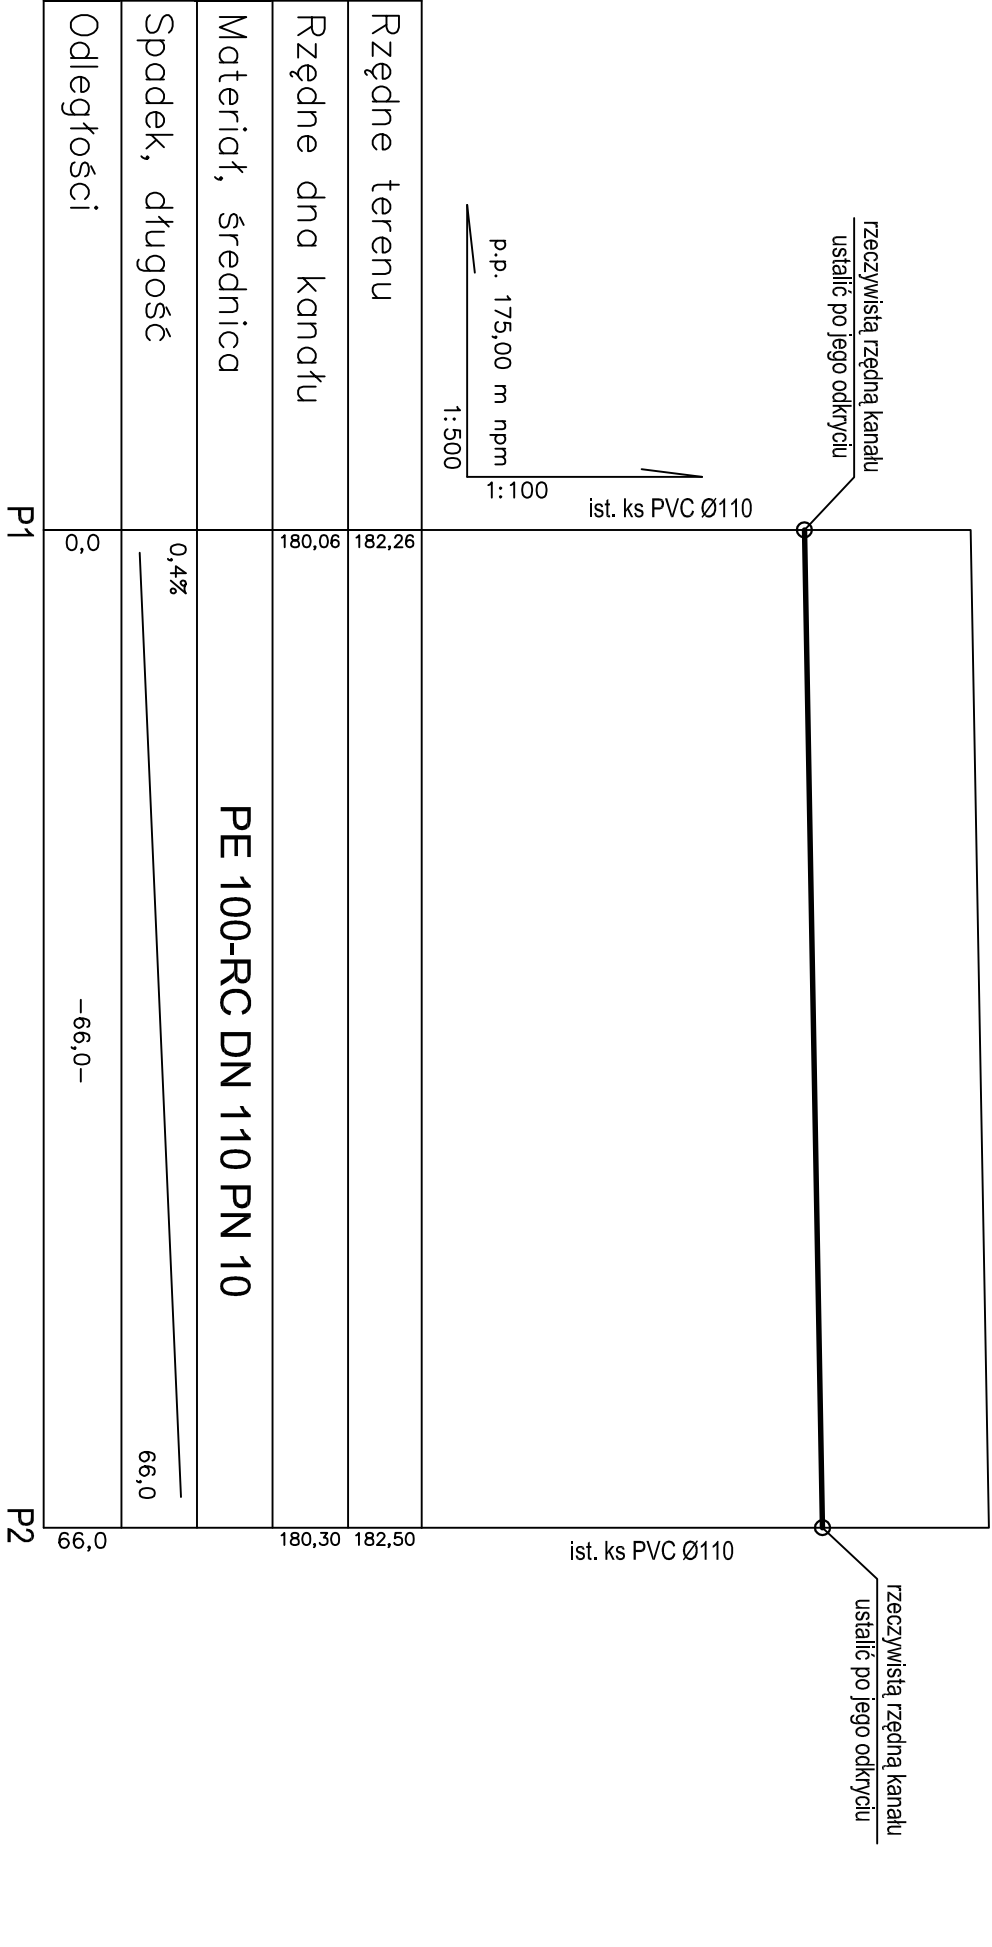 rzeczywistą rzędną kanału
ustalić po jego odkryciu
rzeczywistą rzędną kanału
ustalić po jego odkryciu
ist. ks PVC Ø110
ist. ks PVC Ø110
1:100
p.p. 175,00 m npm
1:500
Rzędne terenu
182,26
182,50
Rzędne dna kanału
180,06
180,30
Materiał, średnica
PE 100-RC DN 110 PN 10
Spadek, długość
0,4%
66,0
Odległości
0,0
-66,0-
66,0
P1
P2